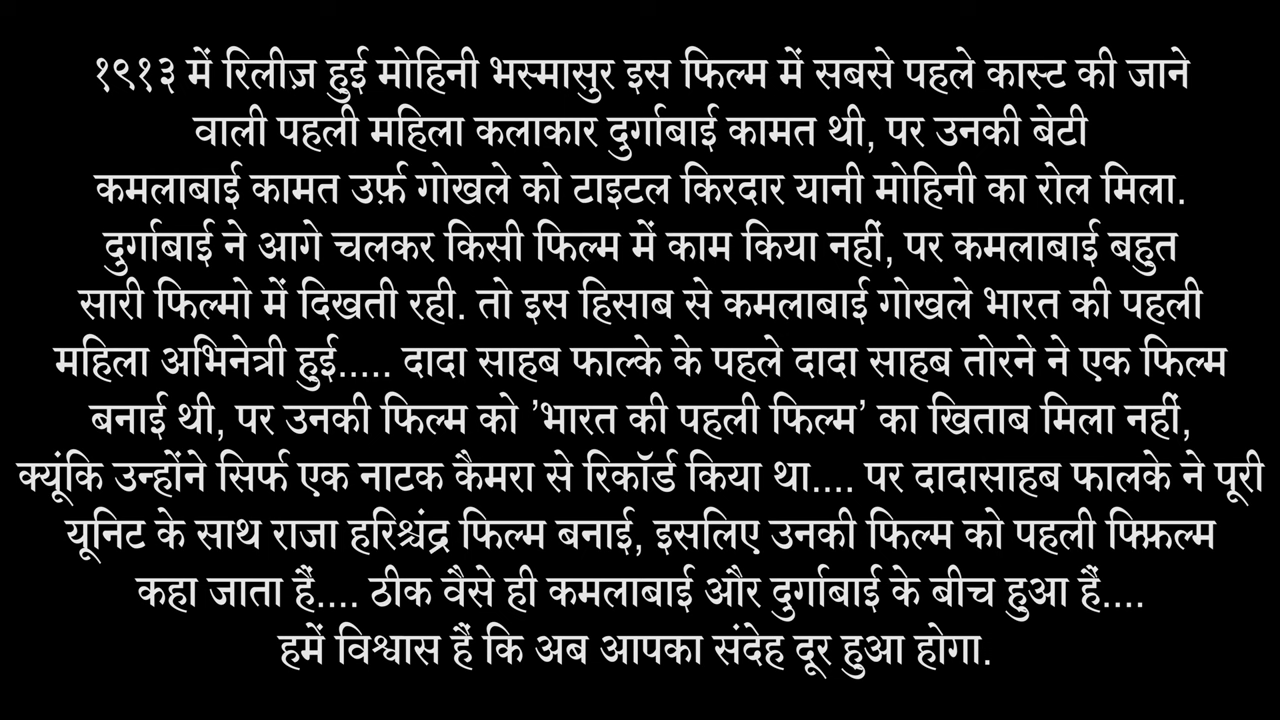 १९१३ में रिलीज़ हुई मोहिनी भस्मासुर इस फिल्म में सबसे पहले कास्ट की जाने
वाली पहली महिला कलाकार दुर्गाबाई कामत थी, पर उनकी बेटी
कमलाबाई कामत उर्फ़ गोखले को टाइटल किरदार यानी मोहिनी का रोल मिला.
दुर्गाबाई ने आगे चलकर किसी फिल्म में काम किया नहीं, पर कमलाबाई बहुत
सारी फिल्मो में दिखती रही. तो इस हिसाब से कमलाबाई गोखले भारत की पहली
महिला अभिनेत्री हुई..... दादा साहब फाल्के के पहले दादा साहब तोरने ने एक फिल्म
बनाई थी, पर उनकी फिल्म को ’भारत की पहली फिल्म’ का खिताब मिला नहीं,
क्यूंकि उन्होंने सिर्फ एक नाटक कैमरा से रिकॉर्ड किया था.... पर दादासाहब फालके ने पूरी
यूनिट के साथ राजा हरिश्चंद्र फिल्म बनाई, इसलिए उनकी फिल्म को पहली फ्फ़िल्म
कहा जाता हैं.... ठीक वैसे ही कमलाबाई और दुर्गाबाई के बीच हुआ हैं....
हमें विश्वास हैं कि अब आपका संदेह दूर हुआ होगा.